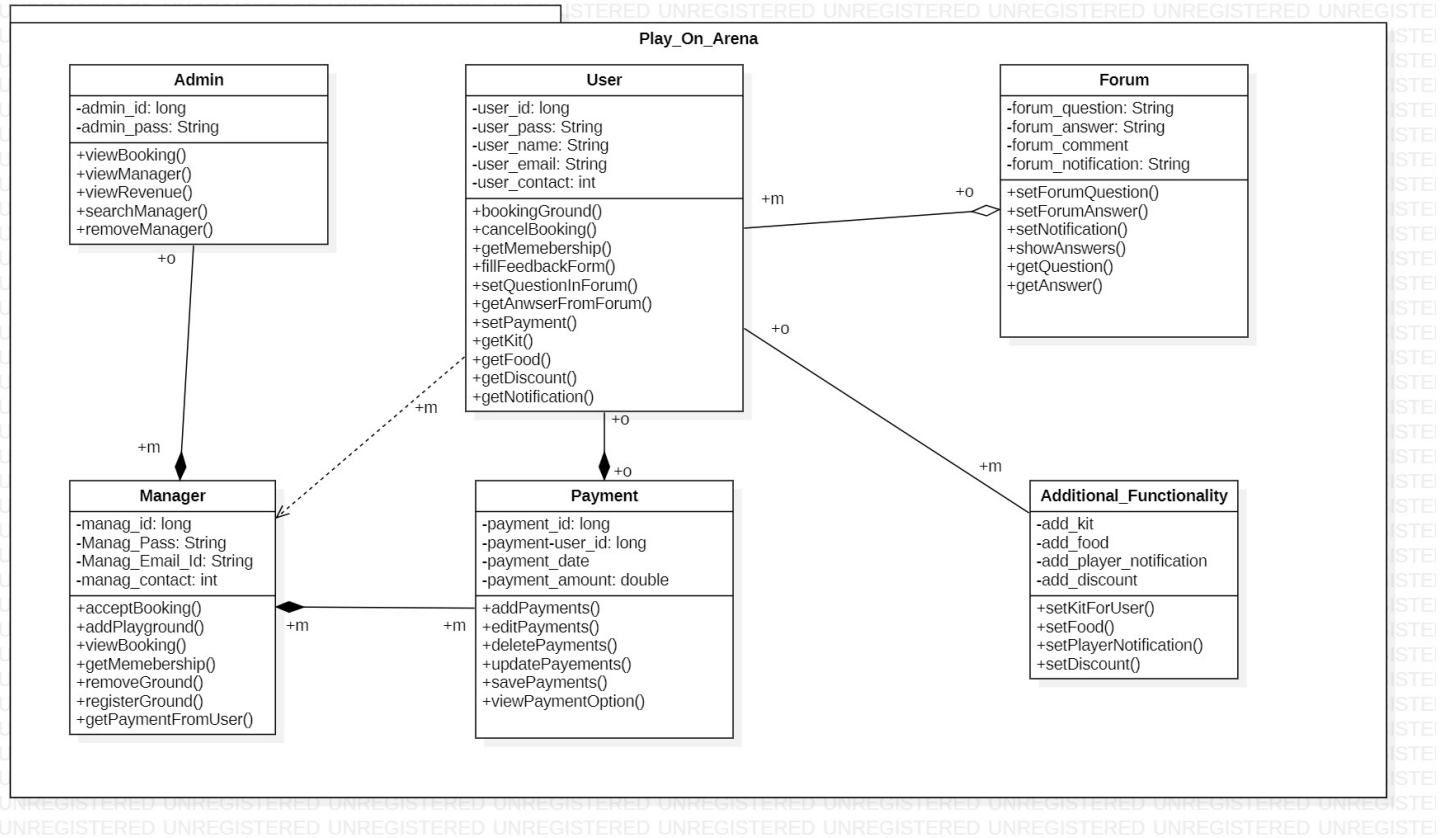 UNREGISTERED UNREGISTERED UNREGISTERED UNREGISTERED UNREGISTERED
Play_On_Arena
Admin
-admin_id: long
-admin_pass: String
+viewBooking()
+viewManager()
+viewRevenue()
+searchManager()
+removeManager()
User
-user_id: long
-user_pass: String
-user_name: String
-user_email: String
-user_contact: int
+bookingGround()
+cancelBooking()
+getMemebership()
+fillFeedbackForm()
+setQuestionInForum()
+getAnwserFromForum()
+setPayment()
+getKit()
+getFood()
+getDiscount()
+getNotification()
Forum
-forum_question: String
-forum_answer: String
-forum_comment
-forum_notification: String
+setForumQuestion()
+setForumAnswer()
+setNotification()
+showAnswers()
+getQuestion()
+getAnswer()
+m
+o
+o
+m
+o
+m
+m
+o
+o
Manager
-manag_id: long
-Manag_Pass: String
-Manag_Email_Id: String
-manag_contact: int
+acceptBooking()
+addPlayground()
+viewBooking()
+getMemebership()
+removeGround()
+registerGround()
+getPaymentFromUser()
+m
+m
Payment
-payment_id: long
-payment-user_id: long
-payment_date
-payment_amount: double
+addPayments()
+editPayments()
+deletePayments()
+updatePayements()
+savePayments()
+viewPaymentOption()
Additional_Functionality
-add_kit
-add_food
-add_player_notification
-add_discount
+setKitForUser()
+setFood()
+setPlayerNotification()
+setDiscount()
UNREGISTERED UNREGISTERED UNREGISTERED UNREGISTERED UNREGISTERED UNREGISTERED UNREGISTERED UNREGISTERED